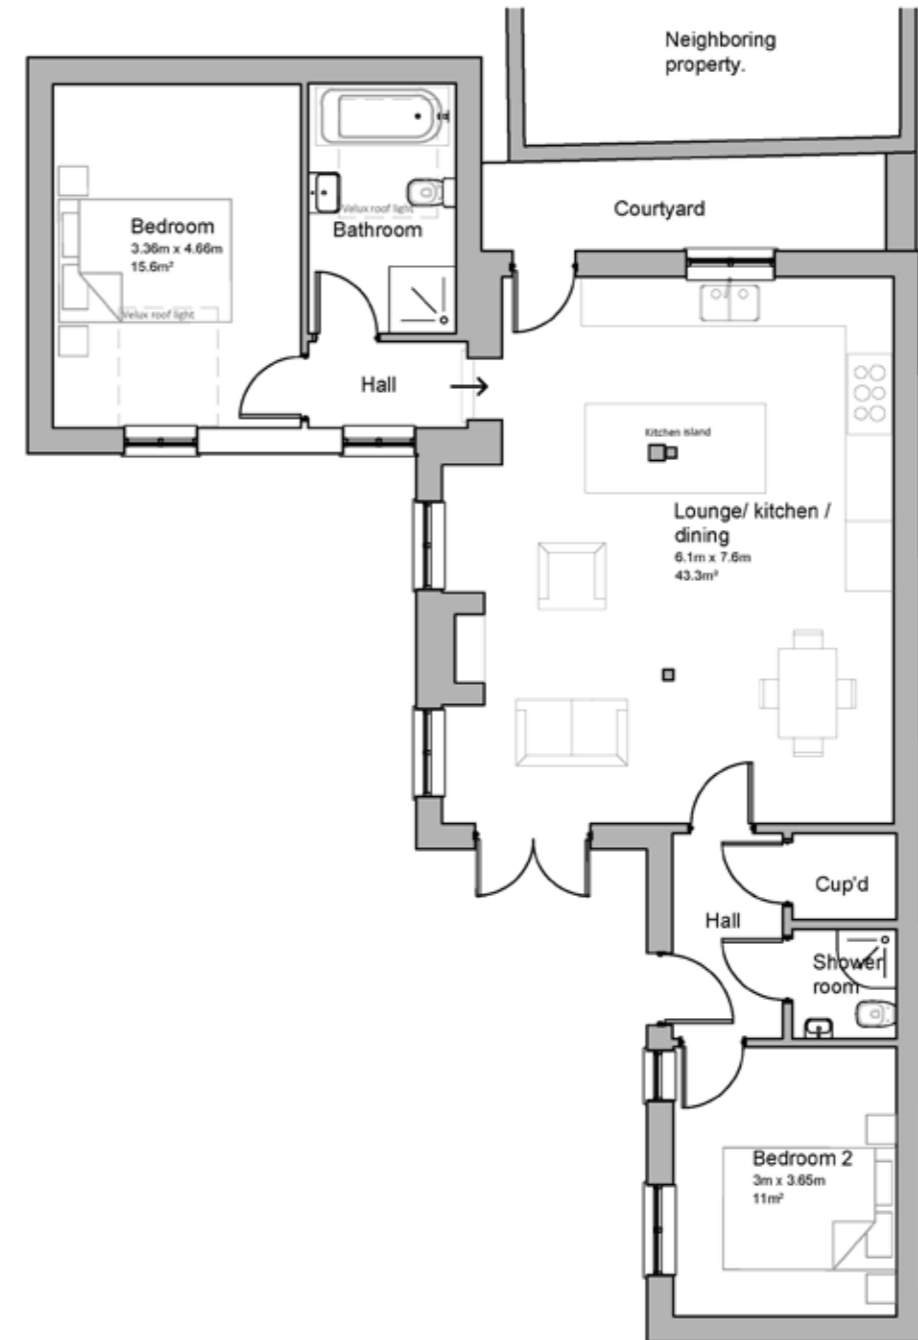 Neighboring
property.
Courtyard
Bedroom
3.36m x 4.66m
15.6m²
Velux roof light
Velux roof light
Bathroom
Hall
Kitchen Island
Lounge/ kitchen /
dining
6.1m x 7.6m
43.3m²
Cup'd
Hall
Shower
room
Bedroom 2
3m x 3.65m
11m²